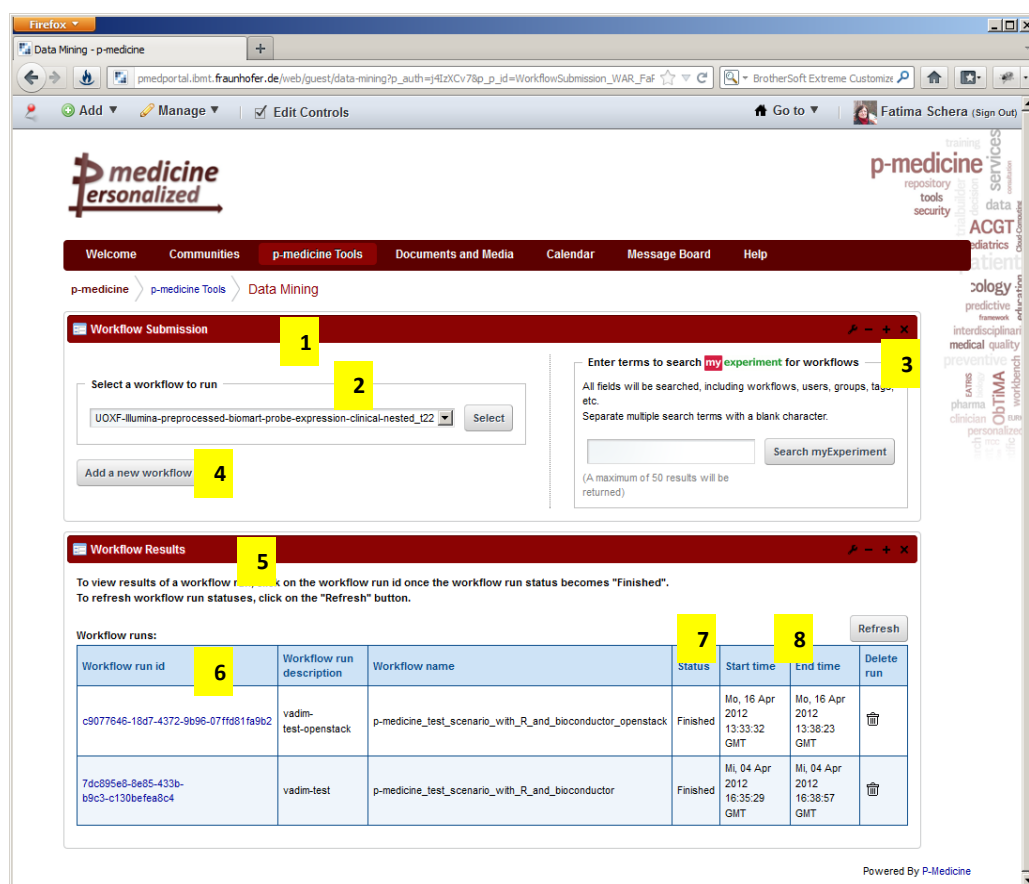 Firefox
Data Mining - p-medicine
pmedportal.ibmt.fraunhofer.de/web/guest/data-mining?p_auth=j4IzXCv7&p_p_id=WorkflowSubmission_WAR_FaF
BrotherSoft Extreme Customize
Add Manage Edit Controls Go to Fatima Schera (Sign Out)
p medicine
ersonalized
training
services
p-medicine
repository
tools
security
decision
data
ACGT
Cloud Computing
ediatrics
patient
cology
education
predictive
framework
interdisciplinari
medical quality
preventive
EATRIS
pharma
ObTiMA
workbench
clinician
personalized
Welcome Communities p-medicine Tools Documents and Media Calendar Message Board Help
p-medicine p-medicine Tools Data Mining
Workflow Submission
1
2
3
4
Select a workflow to run
UOXF-Illumina-preprocessed-biomart-probe-expression-clinical-nested_t22 Select
Add a new workflow
Enter terms to search my experiment for workflows
All fields will be searched, including workflows, users, groups, tags,
etc.
Separate multiple search terms with a blank character.
Search myExperiment
(A maximum of 50 results will be
returned)
Workflow Results
5
To view results of a workflow on the workflow run id once the workflow run status becomes "Finished".
To refresh workflow run statuses, click on the "Refresh" button.
Refresh
Workflow runs:
6
7
8
Workflow run id Workflow run description Workflow name Status Start time End time Delete run
c9077646-18d7-4372-9b96-07ffd81fa9b2 vadim-test-openstack p-medicine_test_scenario_with_R_and_bioconductor_openstack Finished Mo, 16 Apr 2012 13:33:32 GMT Mo, 16 Apr 2012 13:38:23 GMT
7dc895e8-8e85-433b-b9c3-c130befea8c4 vadim-test p-medicine_test_scenario_with_R_and_bioconductor Finished Mi, 04 Apr 2012 16:35:29 GMT Mi, 04 Apr 2012 16:38:57 GMT
Powered By P-Medicine